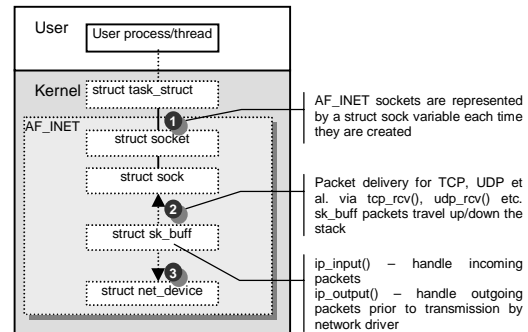 User
User process/thread
Kernel
struct task_struct
AF_INET
1
struct socket
struct sock
2
struct sk_buff
3
struct net_device
AF_INET sockets are represented
by a struct sock variable each time
they are created
Packet delivery for TCP, UDP et
al. via tcp_rcv(), udp_rcv() etc.
sk_buff packets travel up/down the
stack
ip_input() – handle incoming
packets
ip_output() – handle outgoing
packets prior to transmission by
network driver